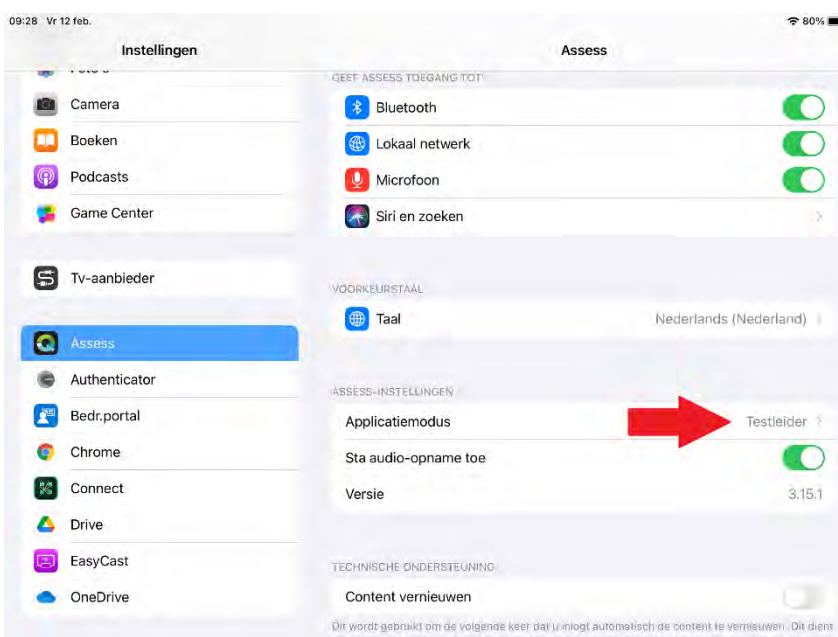 09:28 Vr 12 feb.
80%
Instellingen
Camera
Boeken
Podcasts
Game Center
Tv-aanbieder
Assess
Authenticator
Bedr.portal
Chrome
Connect
Drive
EasyCast
OneDrive
Assess
GEEF ASSESS TOEGANG TOT
Bluetooth
Lokaal netwerk
Microfoon
Siri en zoeken
VOORKEURSTAAL
Taal Nederlands (Nederland)
ASSESS-INSTELLINGEN
Applicatiemodus Testleider
Sta audio-opname toe
Versie 3.15.1
TECHNISCHE ONDERSTEUNING
Content vernieuwen
Dit wordt gebruikt om de volgende keer dat u inlogt automatisch de content te vernieuwen. Dit dient